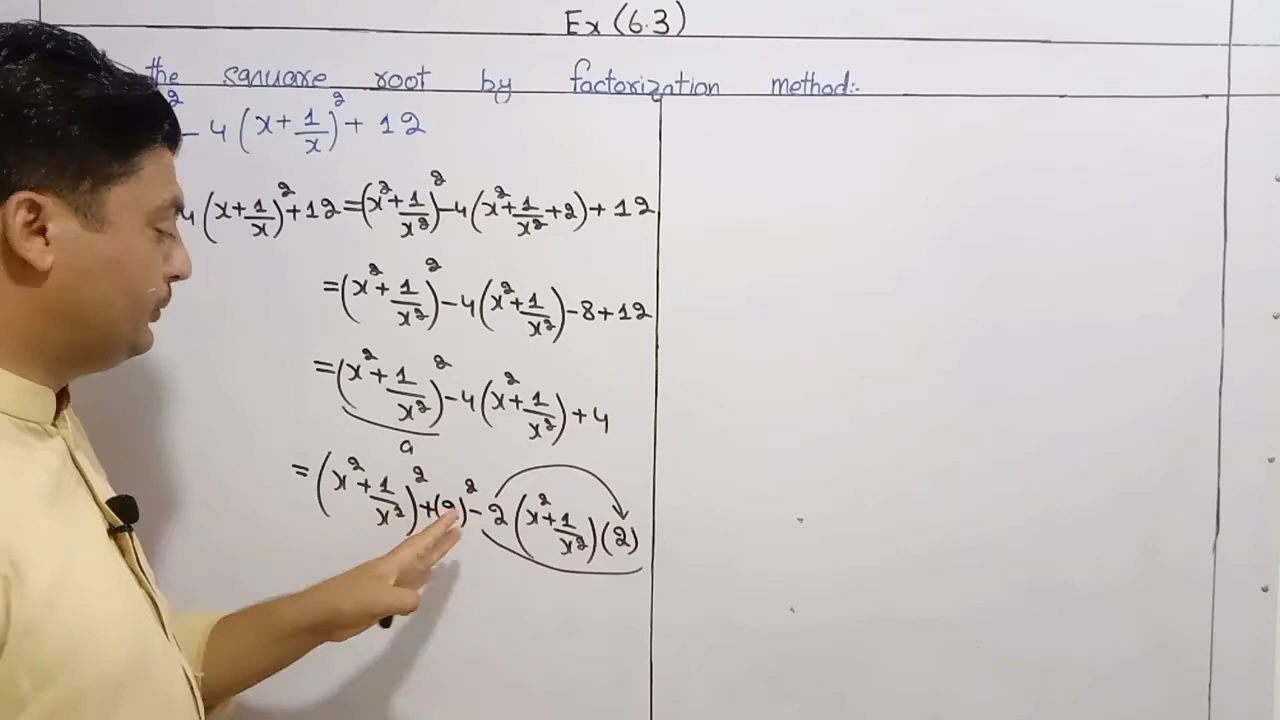 Ex (6.3)
the sqnuare root by factorization method:.
2 - 4 (x + 1/x)² + 12
4 (x + 1/x)² + 12 = (x² + 1/x²)² - 4 (x² + 1/x² + 2) + 12
= (x² + 1/x²)² - 4 (x² + 1/x²) - 8 + 12
= (x² + 1/x²)² - 4 (x² + 1/x²) + 4
a
= (x² + 1/x²)² + (2)² - 2 (x² + 1/x²) (2)